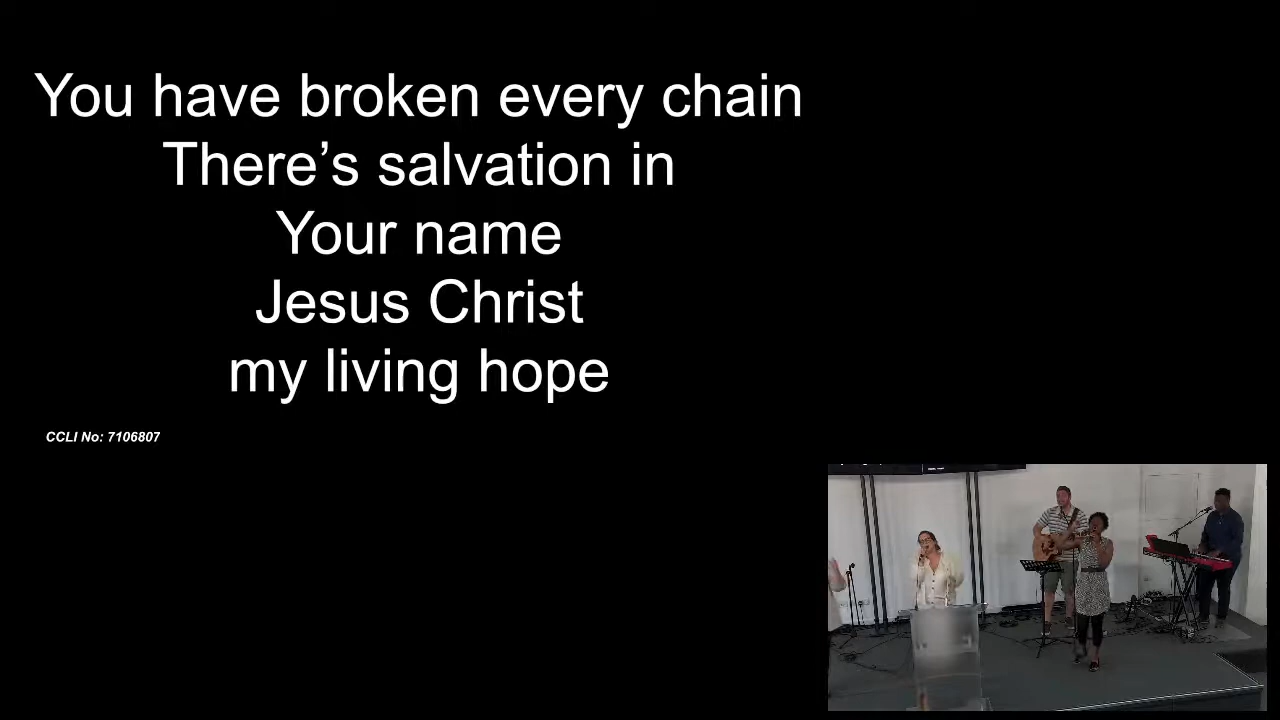 You have broken every chain
There’s salvation in
Your name
Jesus Christ
my living hope
CCLI No: 7106807